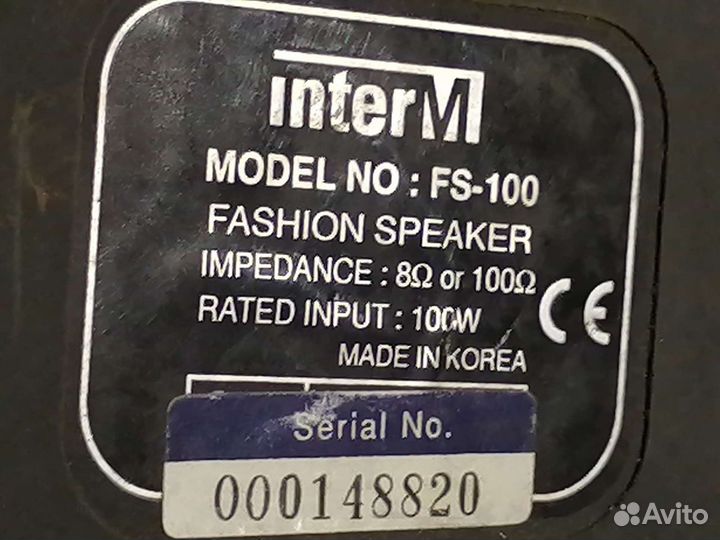 interM
MODEL NO : FS-100
FASHION SPEAKER
IMPEDANCE : 8Ω or 100Ω
RATED INPUT : 100W
MADE IN KOREA
CE
Serial No.
000148820
Avito